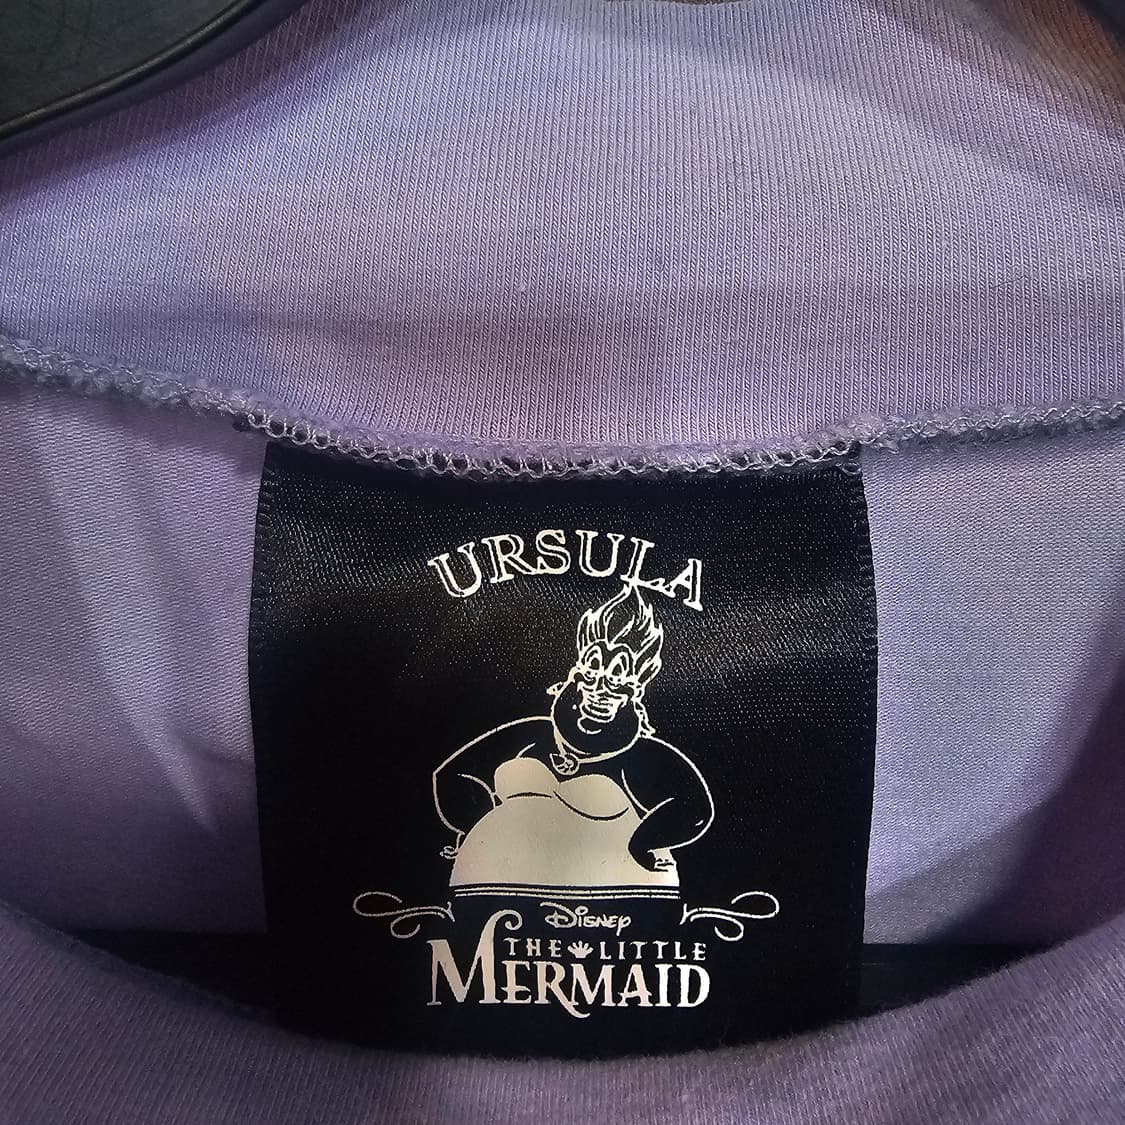 URSULA
Disney
THE LITTLE
MERMAID